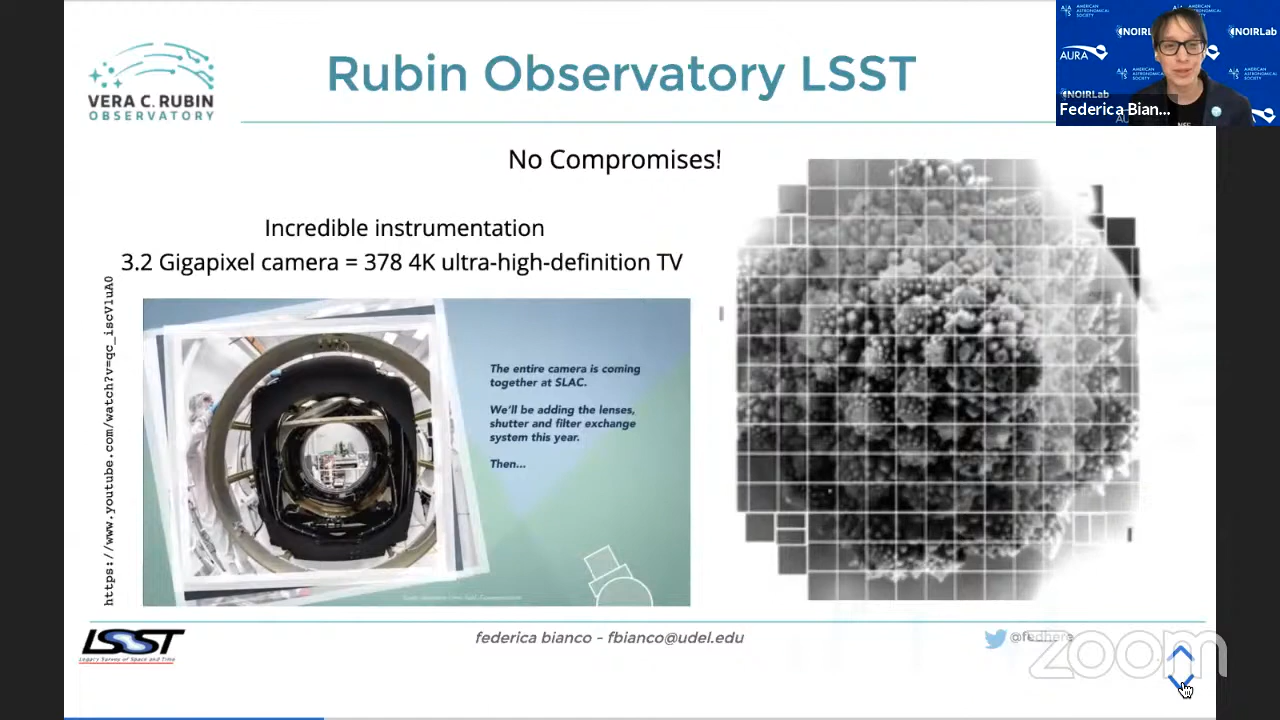 VERA C. RUBIN
OBSERVATORY
Rubin Observatory LSST
AMERICAN
ASTRONOMICAL
SOCIETY
NOIRLab
AURA
NOIRLab
Federica Bian...
No Compromises!
Incredible instrumentation
3.2 Gigapixel camera = 378 4K ultra-high-definition TV
https://www.youtube.com/watch?v=qc_iscV1uA0
The entire camera is coming
together at SLAC.
We'll be adding the lenses,
shutter and filter exchange
system this year.
Then...
LSST
Legacy Survey of Space and Time
federica bianco - fbianco@udel.edu
@fedhere
zoom